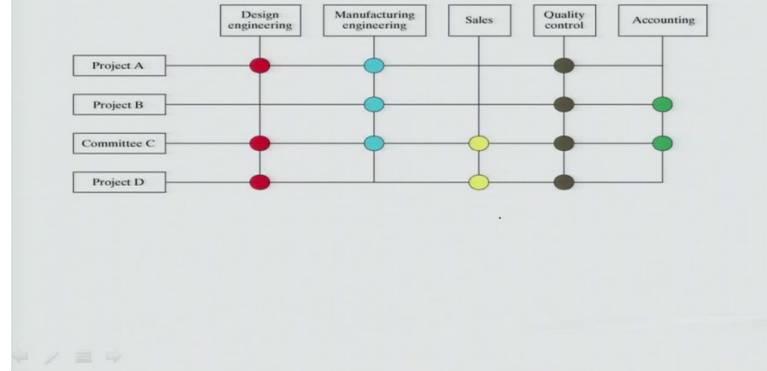 Design
engineering
Manufacturing
engineering
Sales
Quality
control
Accounting
Project A
Project B
Committee C
Project D